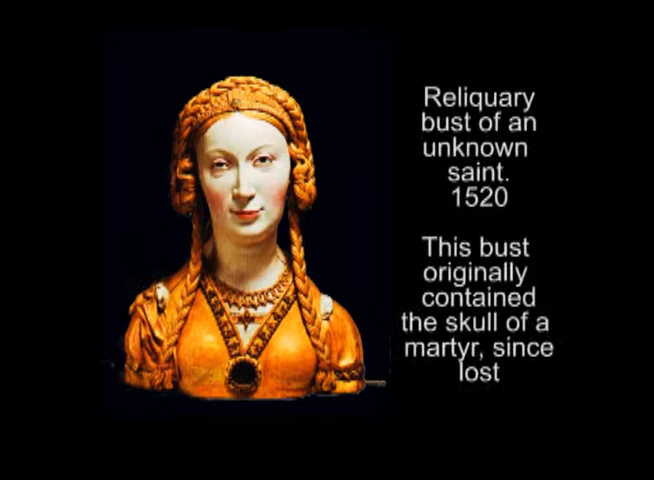 Reliquary
bust of an
unknown
saint.
1520
This bust
originally
contained
the skull of a
martyr, since
lost